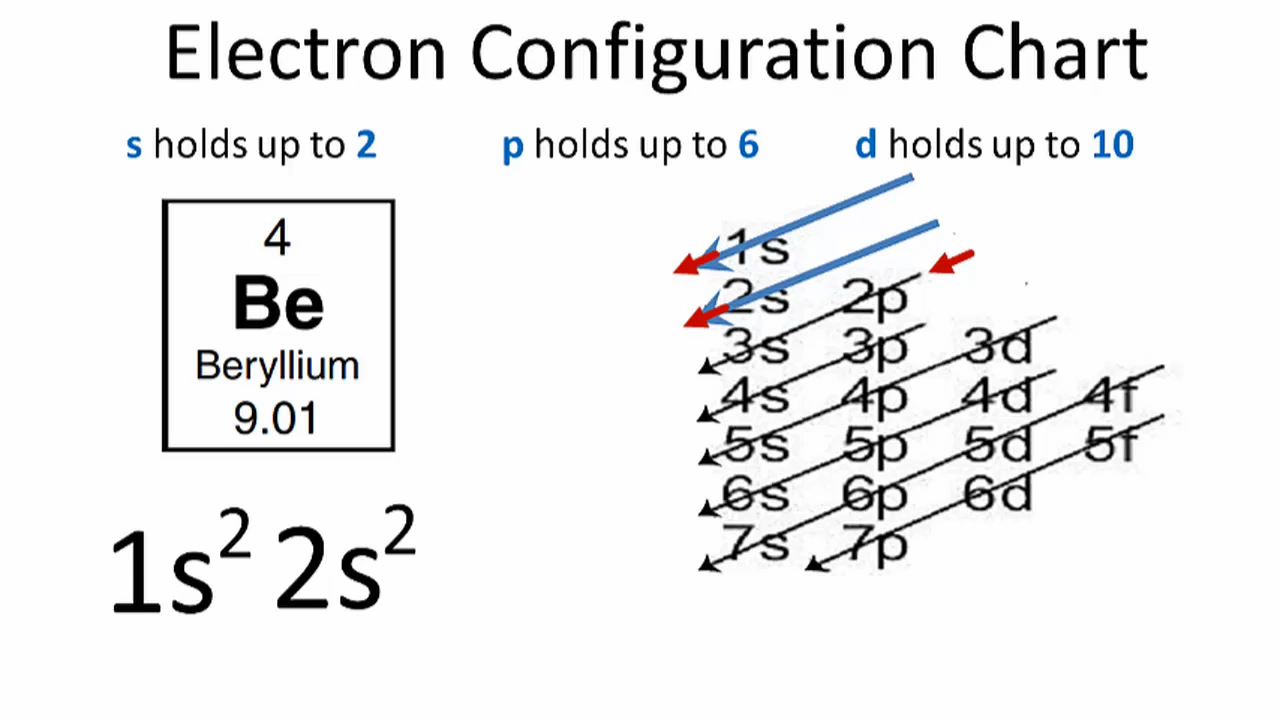 Electron Configuration Chart
s holds up to 2 p holds up to 6 d holds up to 10
4
Be
Beryllium
9.01
1s² 2s²
1s
2s 2p
3s 3p 3d
4s 4p 4d 4f
5s 5p 5d 5f
6s 6p 6d
7s 7p